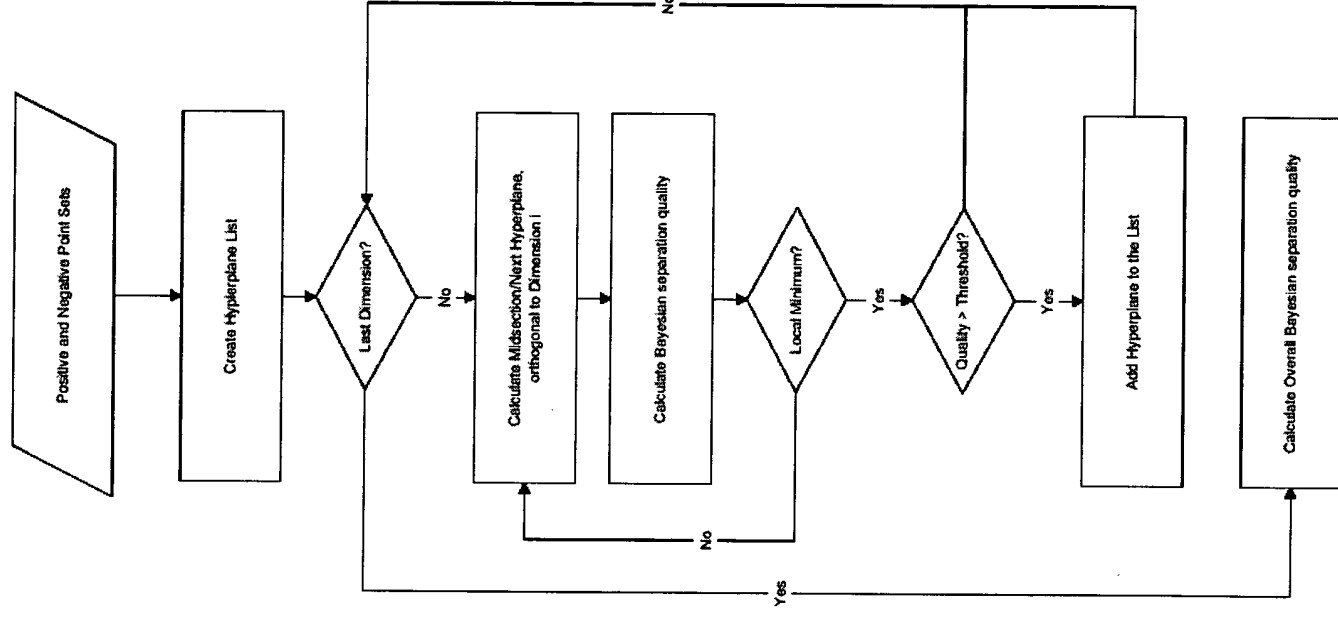 Positive and Negative Point Sets
Create Hyplerplane List
Last Dimension?
No
Calculate Midsection/Next Hyperplane,
orthogonal to Dimension i
Calculate Bayesian separation quality
Local Minimum?
No
Yes
Quality > Threshold?
No
Yes
Add Hyperplane to the List
Yes
Calculate Overall Bayesian separation quality